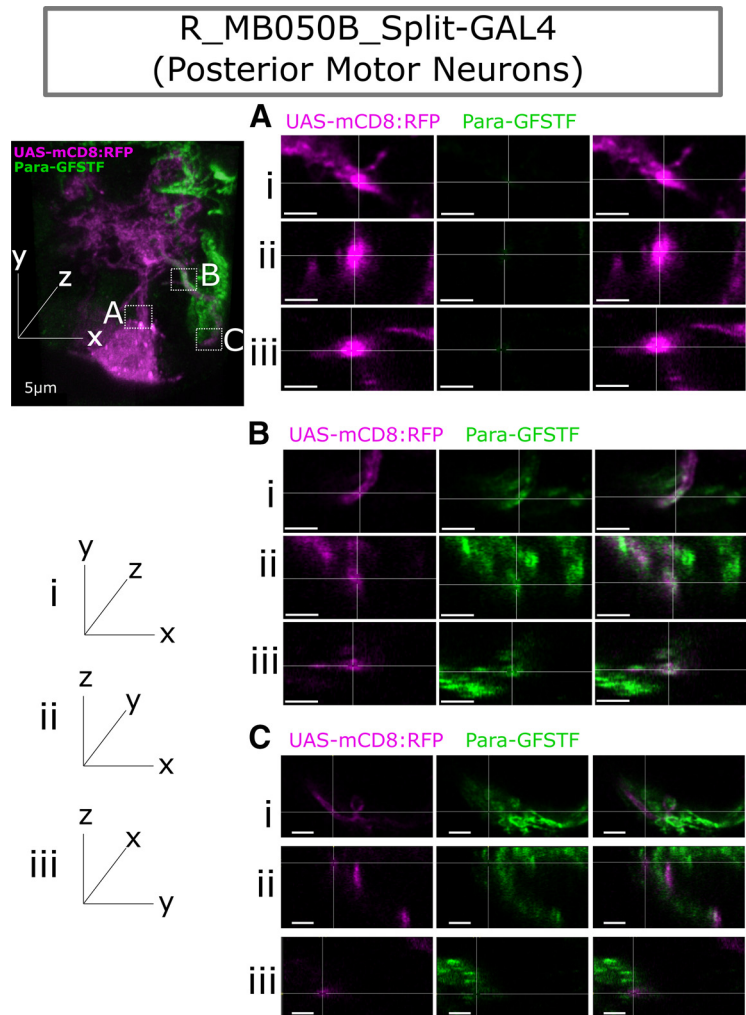 R_MB050B_Split-GAL4
(Posterior Motor Neurons)
UAS-mCD8:RFP
Para-GFSTF
y
z
x
A
B
C
5µm
A UAS-mCD8:RFP Para-GFSTF
i
ii
iii
B UAS-mCD8:RFP Para-GFSTF
i
ii
iii
C UAS-mCD8:RFP Para-GFSTF
i
ii
iii
i
y
z
x
ii
z
y
x
iii
z
x
y